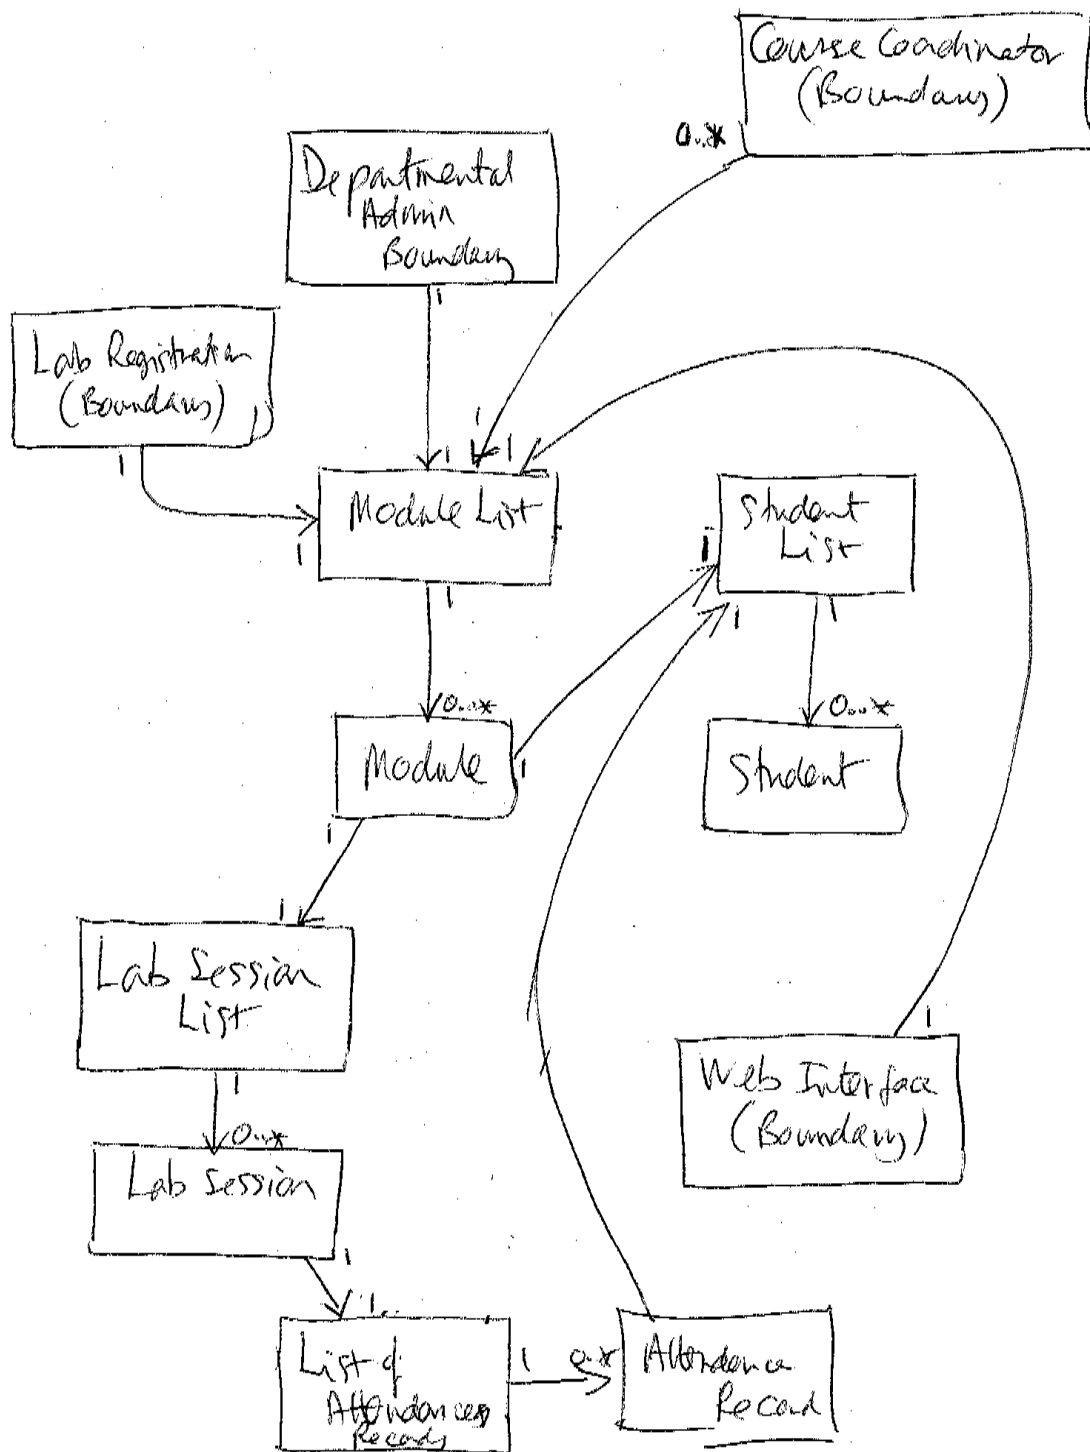 Course Coordinator
(Boundary)
0..*
Departmental
Admin
Boundary
1
Lab Registration
(Boundary)
1
1
1
1
1
Module List
1
Student
List
1
1
1
0..*
Module
1
0..*
Student
1
1
Lab Session
List
1
0..*
Lab Session
1
Web Interface
(Boundary)
1
1
List of
Attendances
Records
1
0..*
Attendance
Record